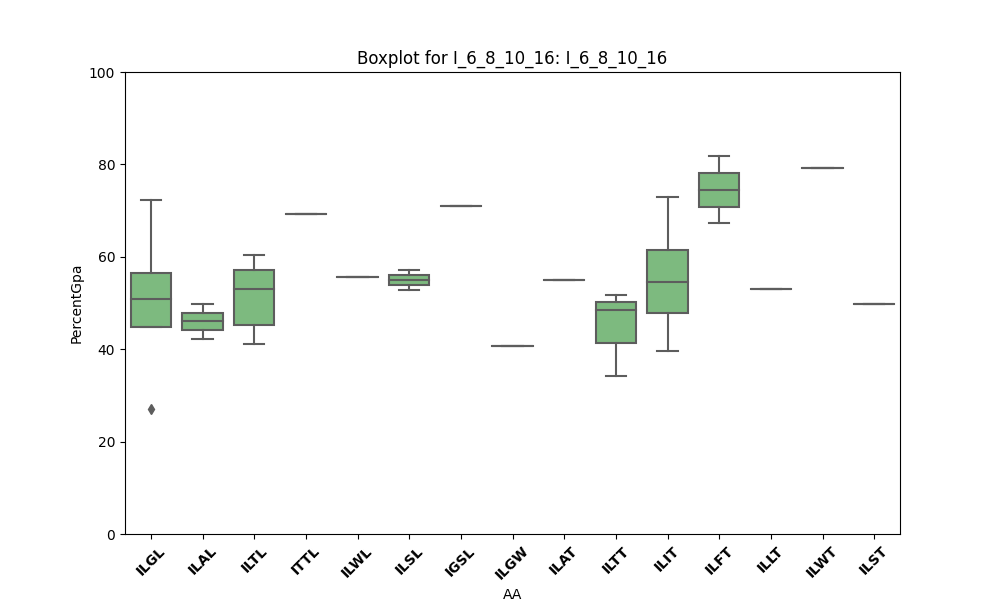 Boxplot for I_6_8_10_16: I_6_8_10_16
100
80
60
40
20
0
PercentGpa
ILGL ILAL ILTL ITTL ILWL ILSL IGSL ILGW ILAT ILTT ILIT ILFT ILLT ILWT ILST
AA